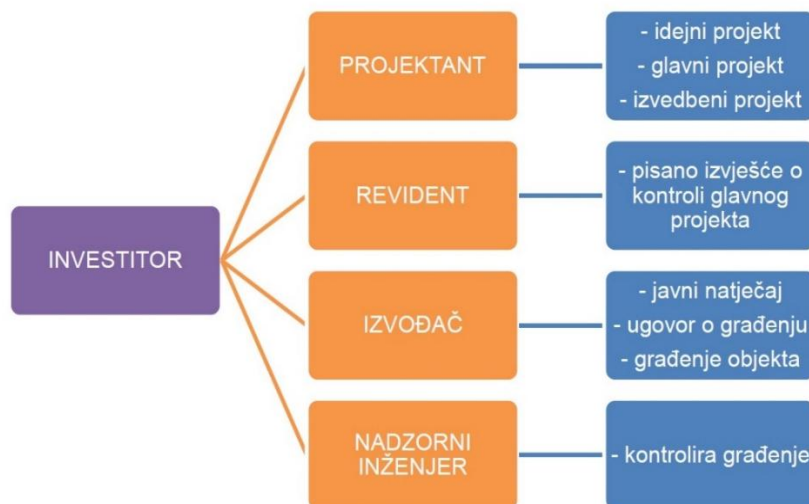 INVESTITOR
PROJEKTANT
- idejni projekt
- glavni projekt
- izvedbeni projekt
REVIDENT
- pisano izvješće o
kontroli glavnog
projekta
IZVOĐAČ
- javni natječaj
- ugovor o građenju
- građenje objekta
NADZORNI
INŽENJER
- kontrolira građenje